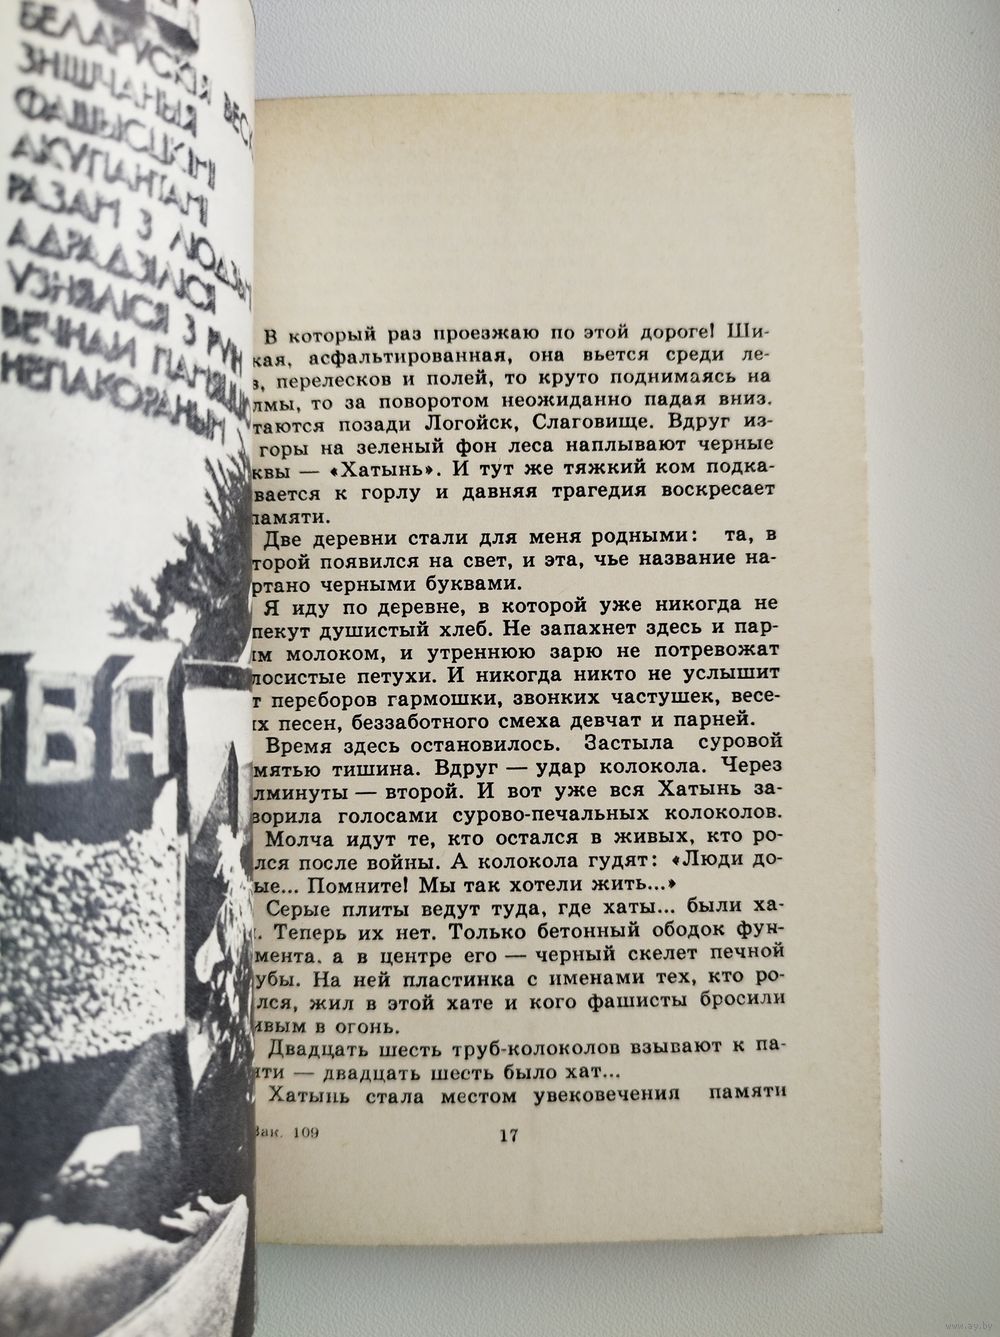 БЕЛАРУСКІЯ ВЕСК
ЗНІШЧАНЫЯ
ФАШЫСЦКІМІ
АКУПАНТАМІ
РАЗАМ З ЛЮДЗЬМ
АДРАДЗІЛІСЯ
УЗНЯЛІСЯ З РУІН
ВЕЧНАЙ ПАМЯЦЦЮ
НЕПАКОРАНЫМ
ТВА
В который раз проезжаю по этой дороге! Ши-
кая, асфальтированная, она вьется среди ле-
в, перелесков и полей, то круто поднимаясь на
лмы, то за поворотом неожиданно падая вниз.
таются позади Логойск, Слаговище. Вдруг из-
горы на зеленый фон леса наплывают черные
квы — «Хатынь». И тут же тяжкий ком подка-
вается к горлу и давняя трагедия воскресает
памяти.
Две деревни стали для меня родными: та, в
торой появился на свет, и эта, чье название на-
ртано черными буквами.
Я иду по деревне, в которой уже никогда не
пекут душистый хлеб. Не запахнет здесь и пар-
ым молоком, и утреннюю зарю не потревожат
лосистые петухи. И никогда никто не услышит
т переборов гармошки, звонких частушек, весе-
ых песен, беззаботного смеха девчат и парней.
Время здесь остановилось. Застыла суровой
мятью тишина. Вдруг — удар колокола. Через
лминуты — второй. И вот уже вся Хатынь за-
ворила голосами сурово-печальных колоколов.
Молча идут те, кто остался в живых, кто ро-
лся после войны. А колокола гудят: «Люди до-
ые... Помните! Мы так хотели жить...»
Серые плиты ведут туда, где хаты... были ха-
. Теперь их нет. Только бетонный ободок фун-
мента, а в центре его — черный скелет печной
убы. На ней пластинка с именами тех, кто ро-
лся, жил в этой хате и кого фашисты бросили
ивым в огонь.
Двадцать шесть труб-колоколов взывают к па-
яти — двадцать шесть было хат...
Хатынь стала местом увековечения памяти
Зак. 109
17
www.ay.by